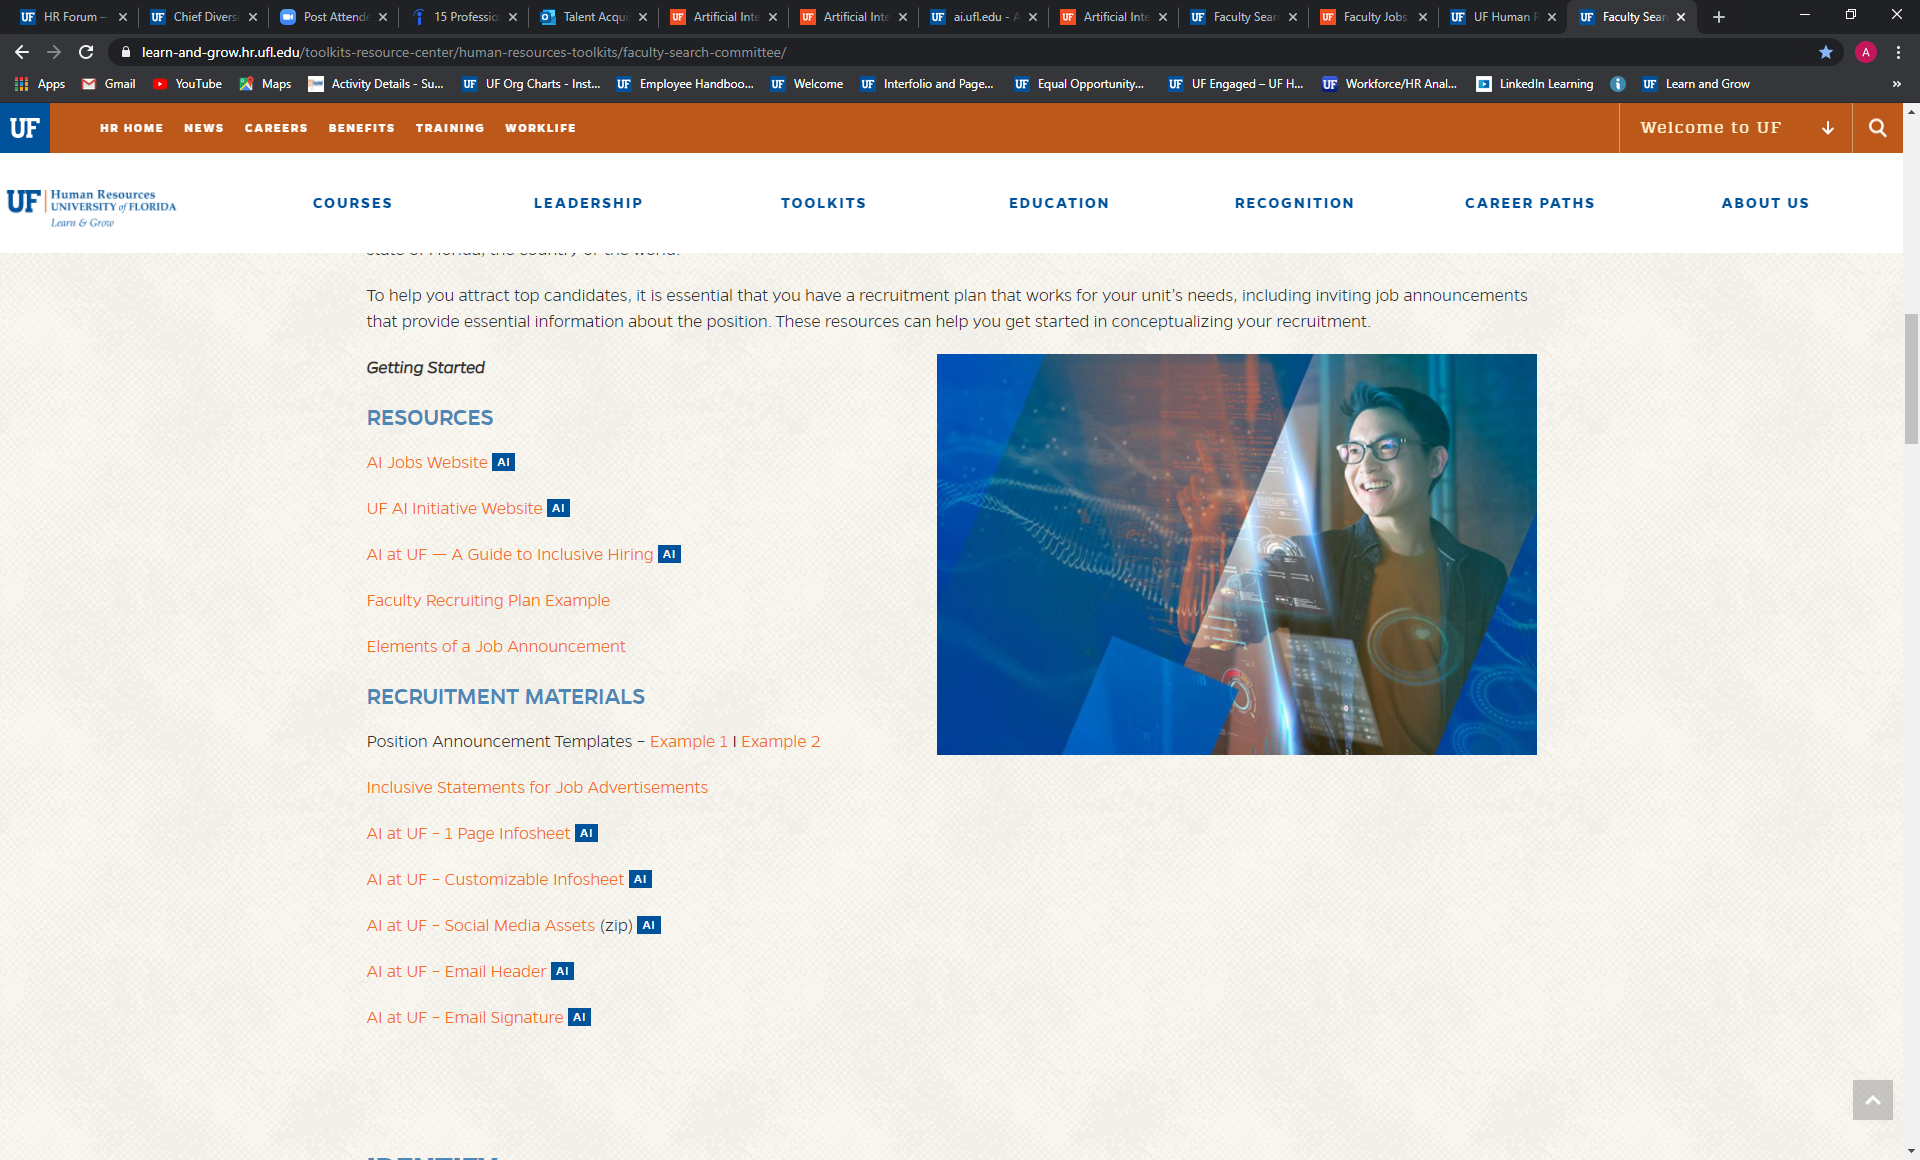 HR Forum –
Chief Divers
Post Attende
15 Professio
Talent Acqui
Artificial Inte
Artificial Inte
ai.ufl.edu - A
Artificial Inte
Faculty Sear
Faculty Jobs
UF Human R
Faculty Sear
learn-and-grow.hr.ufl.edu/toolkits-resource-center/human-resources-toolkits/faculty-search-committee/
A
Apps Gmail YouTube Maps Activity Details - Su... UF Org Charts - Inst... Employee Handboo... Welcome Interfolio and Page... Equal Opportunity... UF Engaged – UF H... Workforce/HR Anal... LinkedIn Learning Learn and Grow »
UF HR HOME NEWS CAREERS BENEFITS TRAINING WORKLIFE Welcome to UF
UF Human Resources
UNIVERSITY of FLORIDA
Learn & Grow
COURSES LEADERSHIP TOOLKITS EDUCATION RECOGNITION CAREER PATHS ABOUT US
state of Florida, the country or the world.
To help you attract top candidates, it is essential that you have a recruitment plan that works for your unit's needs, including inviting job announcements
that provide essential information about the position. These resources can help you get started in conceptualizing your recruitment.
Getting Started
RESOURCES
AI Jobs Website AI
UF AI Initiative Website AI
AI at UF — A Guide to Inclusive Hiring AI
Faculty Recruiting Plan Example
Elements of a Job Announcement
RECRUITMENT MATERIALS
Position Announcement Templates – Example 1 I Example 2
Inclusive Statements for Job Advertisements
AI at UF – 1 Page Infosheet AI
AI at UF – Customizable Infosheet AI
AI at UF – Social Media Assets (zip) AI
AI at UF – Email Header AI
AI at UF – Email Signature AI
IDENTIFY